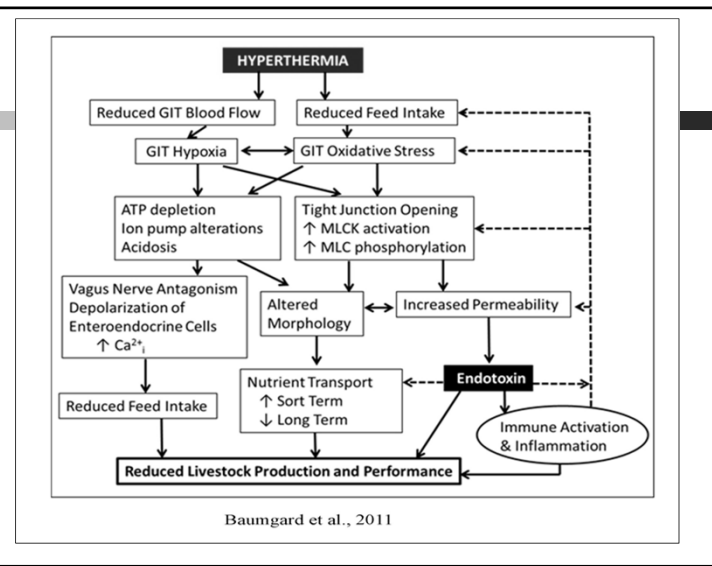 HYPERTHERMIA
Reduced GIT Blood Flow
Reduced Feed Intake
GIT Hypoxia
GIT Oxidative Stress
ATP depletion
Ion pump alterations
Acidosis
Tight Junction Opening
↑ MLCK activation
↑ MLC phosphorylation
Vagus Nerve Antagonism
Depolarization of
Enteroendocrine Cells
↑ Ca²⁺ᵢ
Altered
Morphology
Increased Permeability
Nutrient Transport
↑ Sort Term
↓ Long Term
Endotoxin
Reduced Feed Intake
Immune Activation
& Inflammation
Reduced Livestock Production and Performance
Baumgard et al., 2011